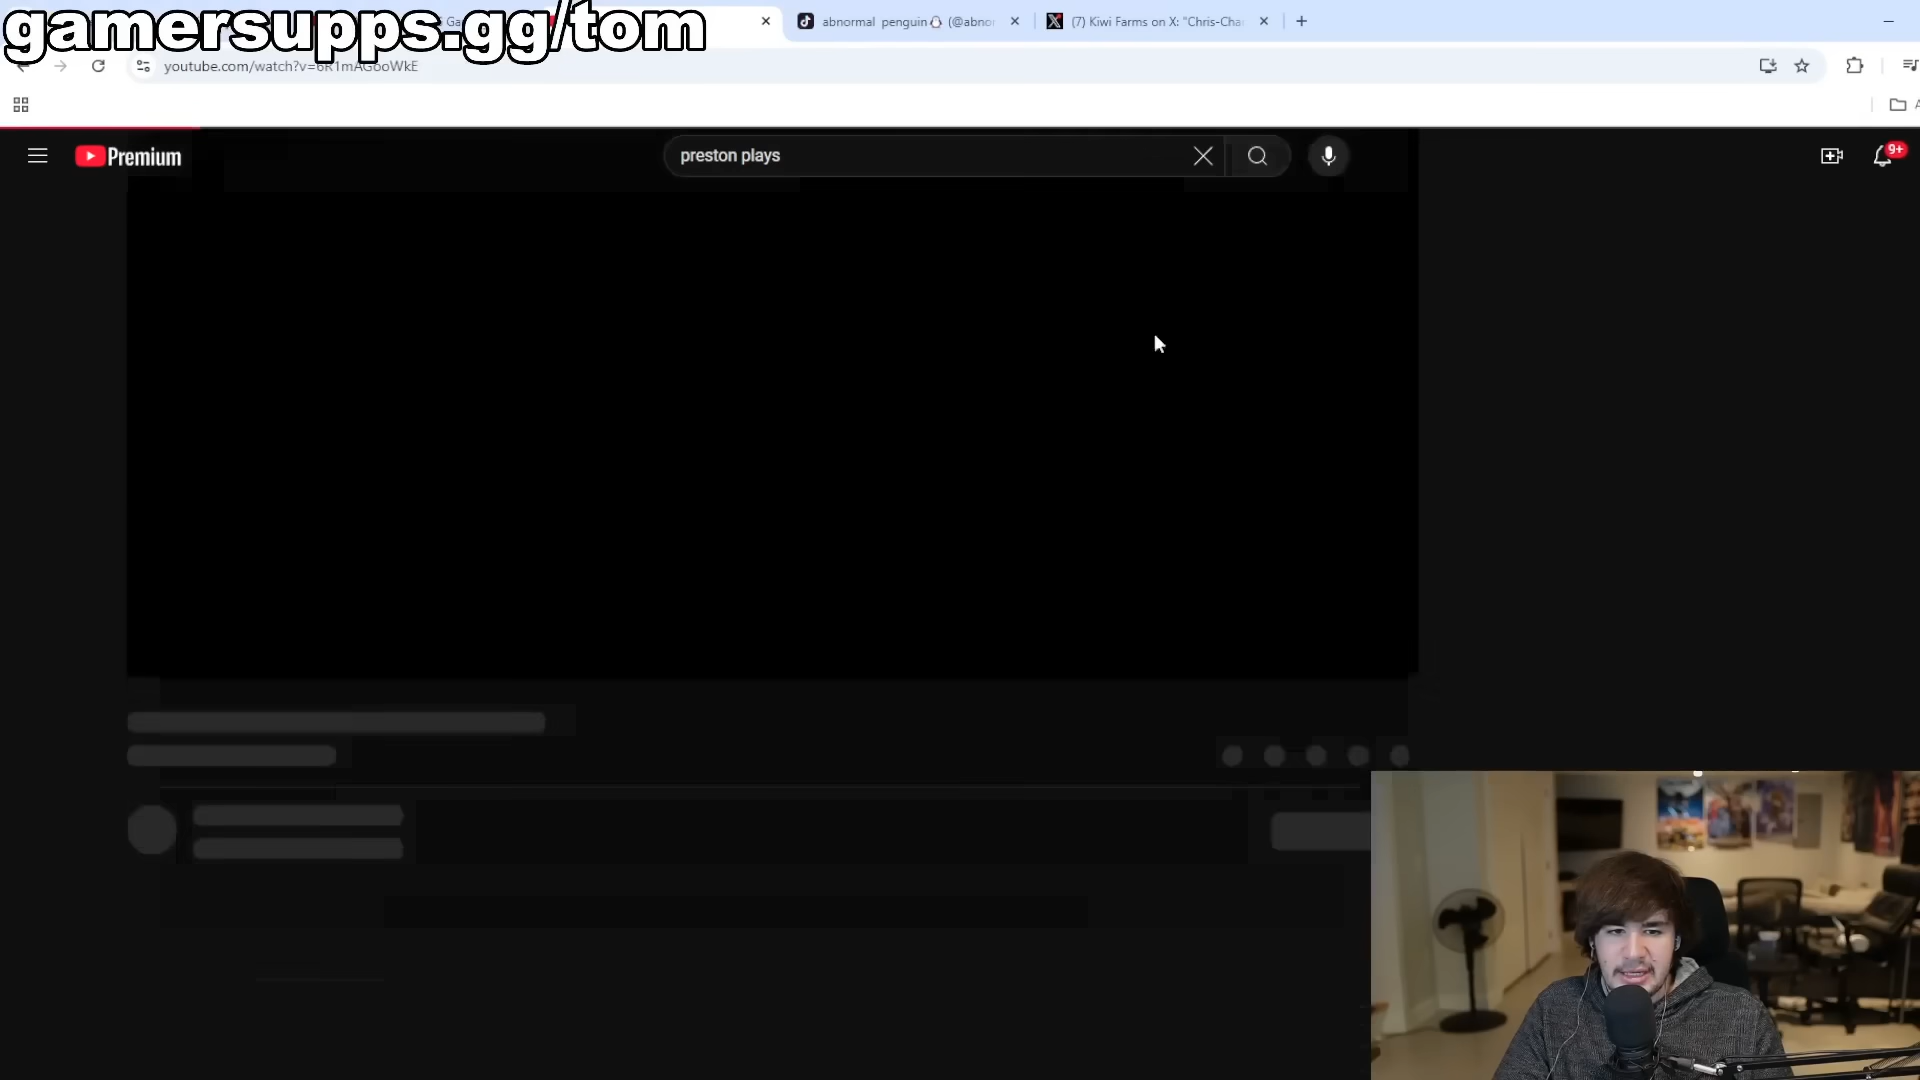 gamersupps.gg/tom
abnormal penguin🐧 (@abno
(7) Kiwi Farms on X: "Chris-Cha
youtube.com/watch?v=6R1mAG6oWkE
Premium
preston plays
9+